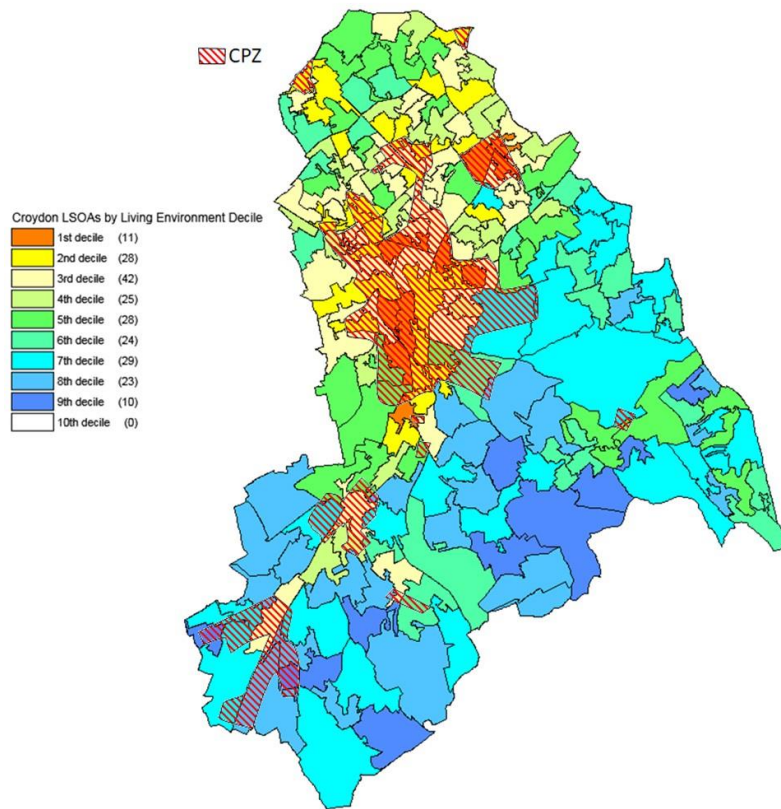 CPZ
Croydon LSOAs by Living Environment Decile
1st decile (11)
2nd decile (28)
3rd decile (42)
4th decile (25)
5th decile (28)
6th decile (24)
7th decile (29)
8th decile (23)
9th decile (10)
10th decile (0)